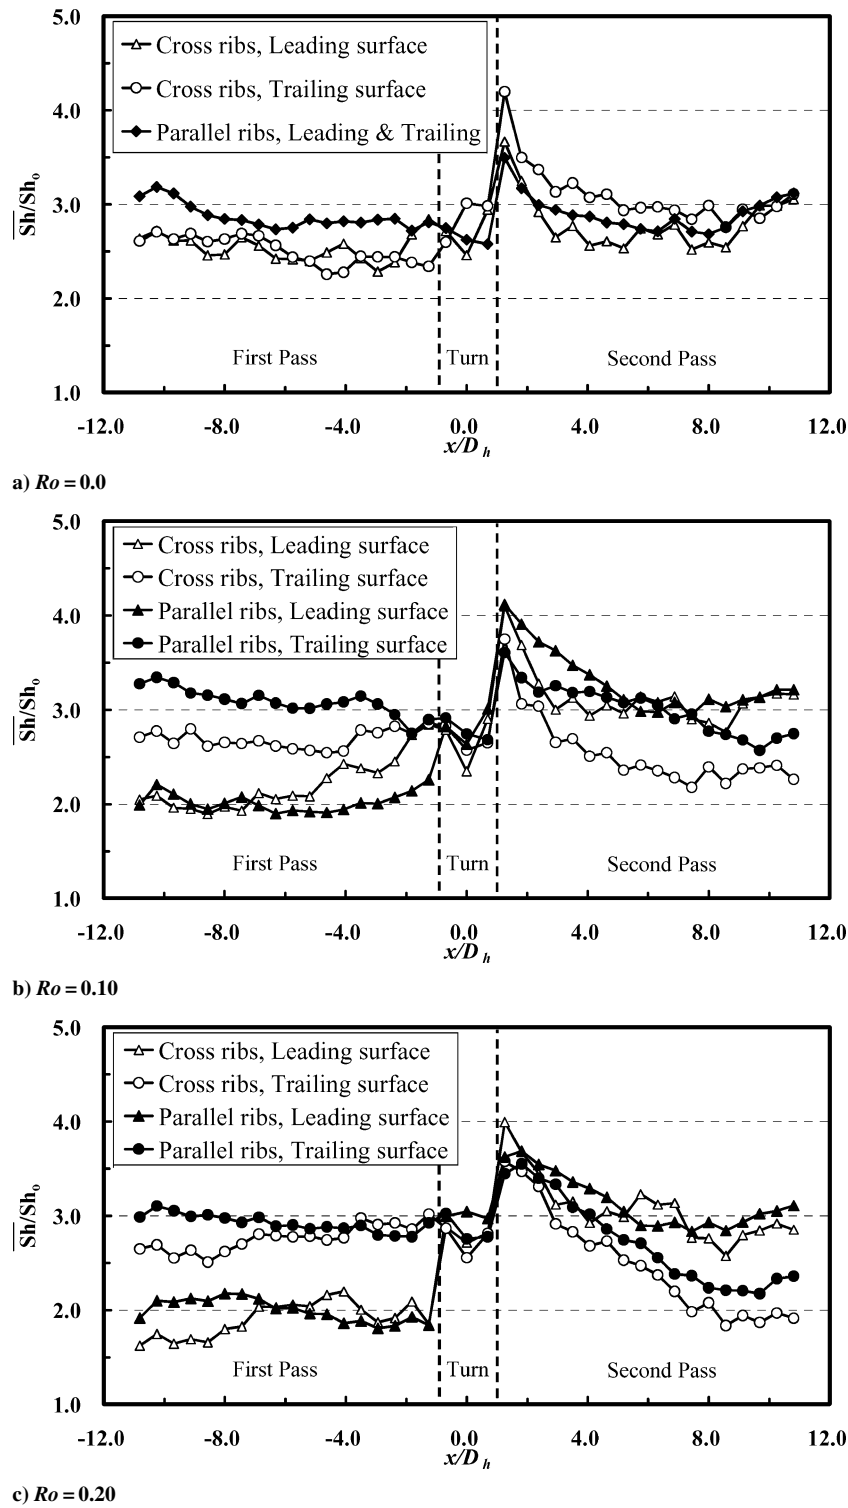 5.0
Cross ribs, Leading surface
Cross ribs, Trailing surface
Parallel ribs, Leading & Trailing
4.0
3.0
2.0
1.0
Sh/Sho
First Pass
Turn
Second Pass
-12.0
-8.0
-4.0
0.0
4.0
8.0
12.0
x/D h
a) Ro = 0.0
5.0
Cross ribs, Leading surface
Cross ribs, Trailing surface
Parallel ribs, Leading surface
Parallel ribs, Trailing surface
4.0
3.0
2.0
1.0
Sh/Sho
First Pass
Turn
Second Pass
-12.0
-8.0
-4.0
0.0
4.0
8.0
12.0
x/D h
b) Ro = 0.10
5.0
Cross ribs, Leading surface
Cross ribs, Trailing surface
Parallel ribs, Leading surface
Parallel ribs, Trailing surface
4.0
3.0
2.0
1.0
Sh/Sho
First Pass
Turn
Second Pass
-12.0
-8.0
-4.0
0.0
4.0
8.0
12.0
x/D h
c) Ro = 0.20